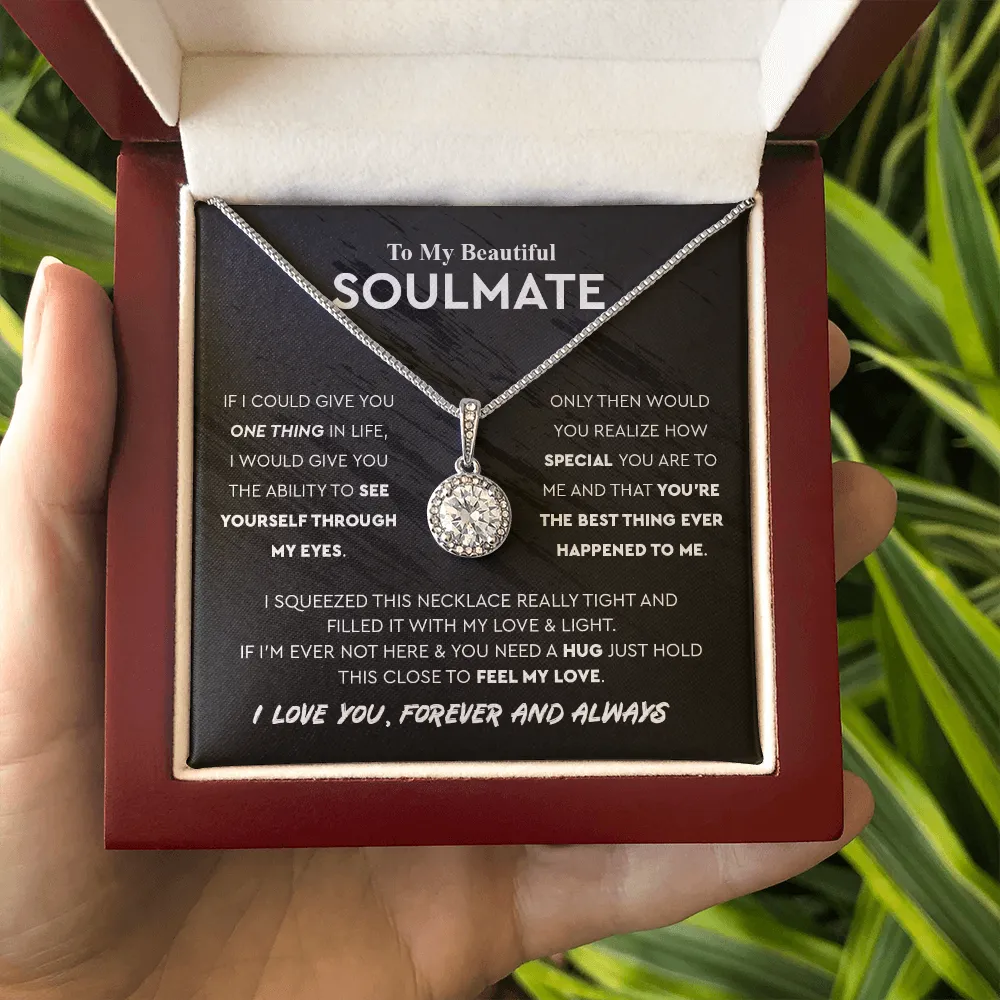 To My Beautiful
SOULMATE
IF I COULD GIVE YOU
ONE THING IN LIFE,
I WOULD GIVE YOU
THE ABILITY TO SEE
YOURSELF THROUGH
MY EYES.
ONLY THEN WOULD
YOU REALIZE HOW
SPECIAL YOU ARE TO
ME AND THAT YOU'RE
THE BEST THING EVER
HAPPENED TO ME.
I SQUEEZED THIS NECKLACE REALLY TIGHT AND
FILLED IT WITH MY LOVE & LIGHT.
IF I'M EVER NOT HERE & YOU NEED A HUG JUST HOLD
THIS CLOSE TO FEEL MY LOVE.
I LOVE YOU, FOREVER AND ALWAYS